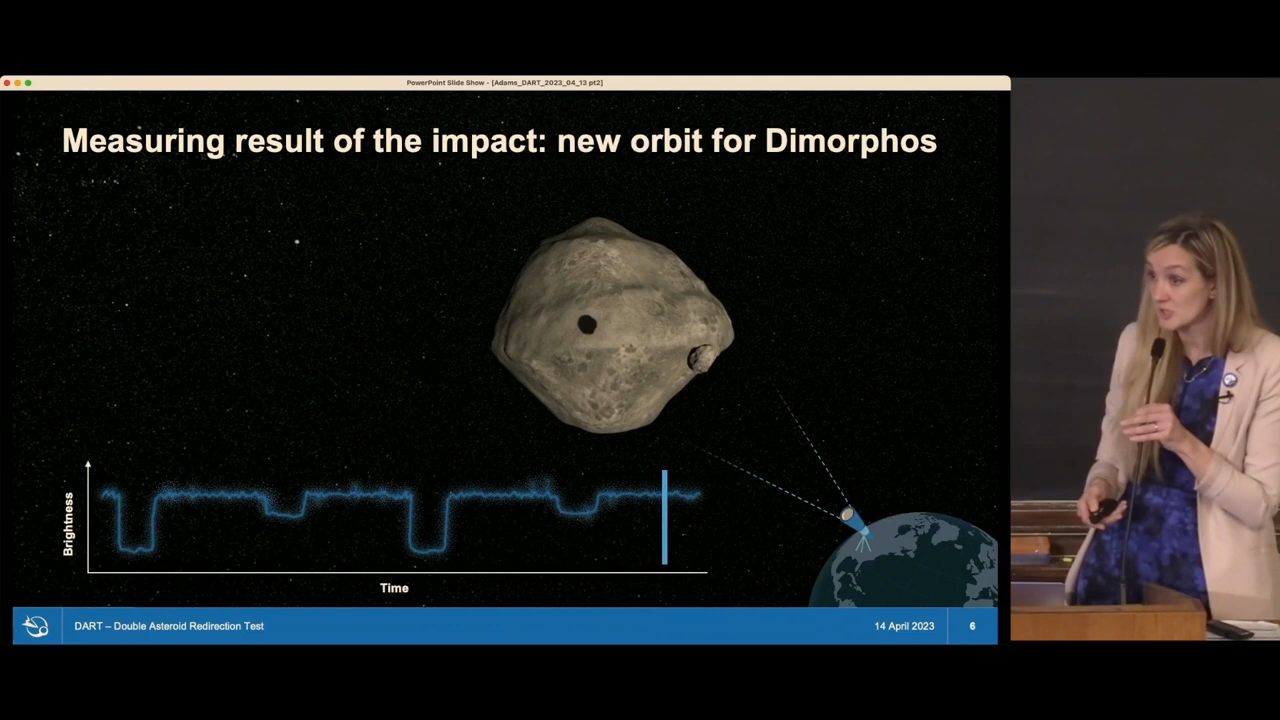 PowerPoint Slide Show - [Adams_DART_2023_04_13 pt2]
Measuring result of the impact: new orbit for Dimorphos
Brightness
Time
DART – Double Asteroid Redirection Test
14 April 2023
6